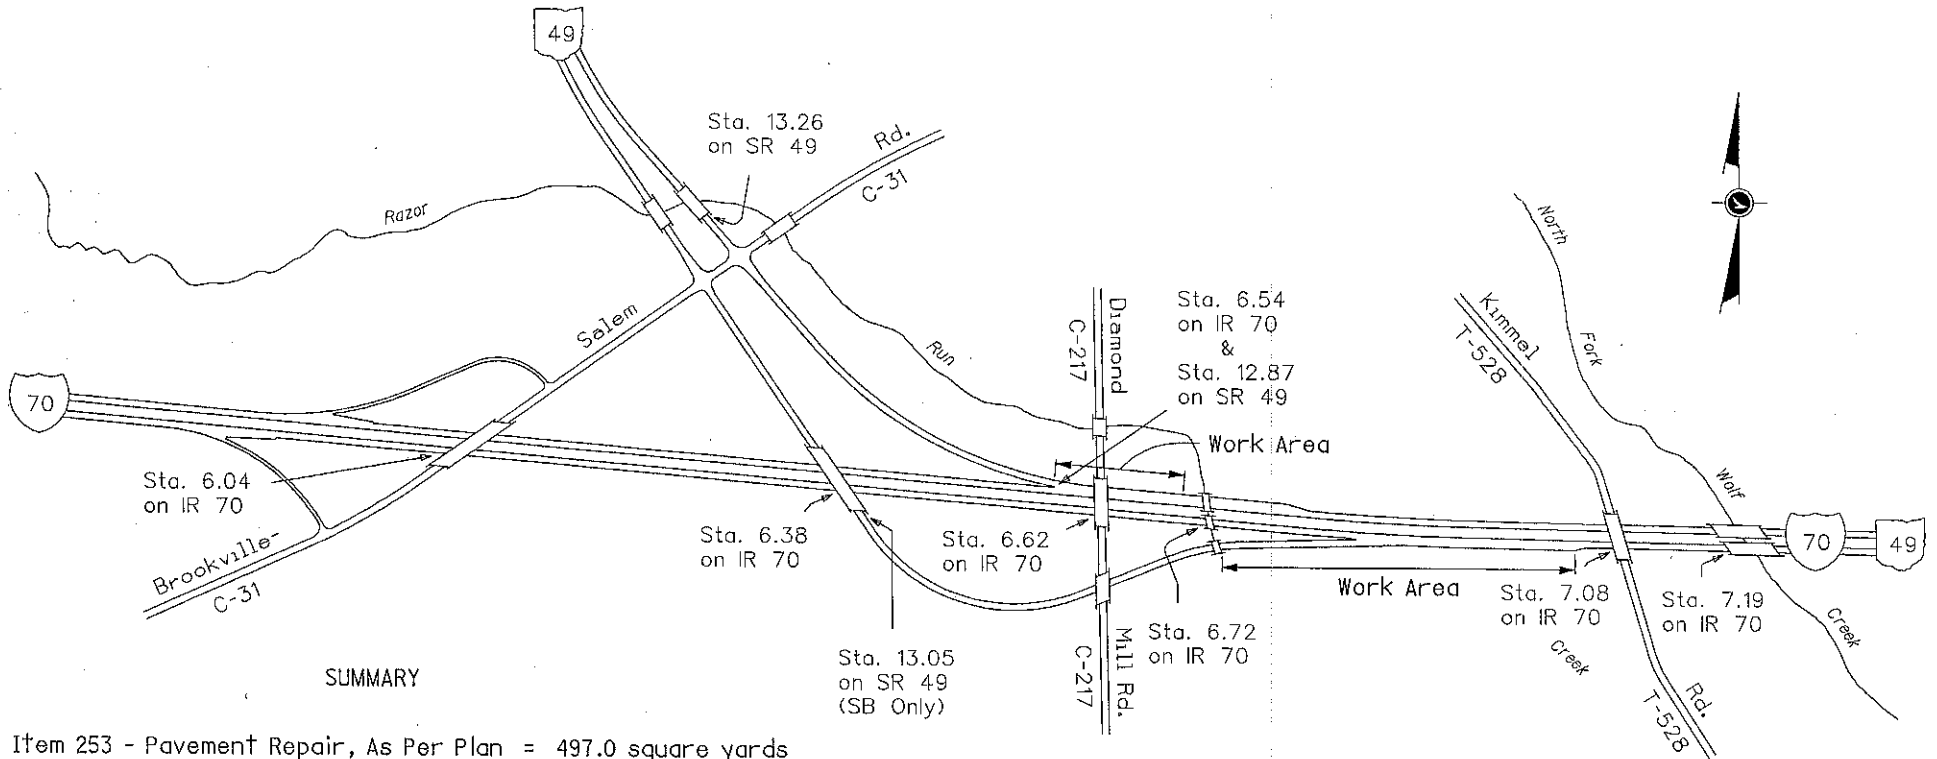 49
Sta. 13.26
on SR 49
Rd.
C-31
Razor
North
Fork
Wolf
Creek
Creek
Salem
Run
Diamond
C-217
Sta. 6.54
on IR 70
&
Sta. 12.87
on SR 49
Kimmel
T-528
70
Work Area
Sta. 6.04
on IR 70
Sta. 6.38
on IR 70
Sta. 6.62
on IR 70
70
49
Work Area
Sta. 7.08
on IR 70
Sta. 7.19
on IR 70
Brookville-
C-31
Sta. 13.05
on SR 49
(SB Only)
Mill Rd.
C-217
Sta. 6.72
on IR 70
Rd.
T-528
SUMMARY
Item 253 - Pavement Repair, As Per Plan = 497.0 square yards